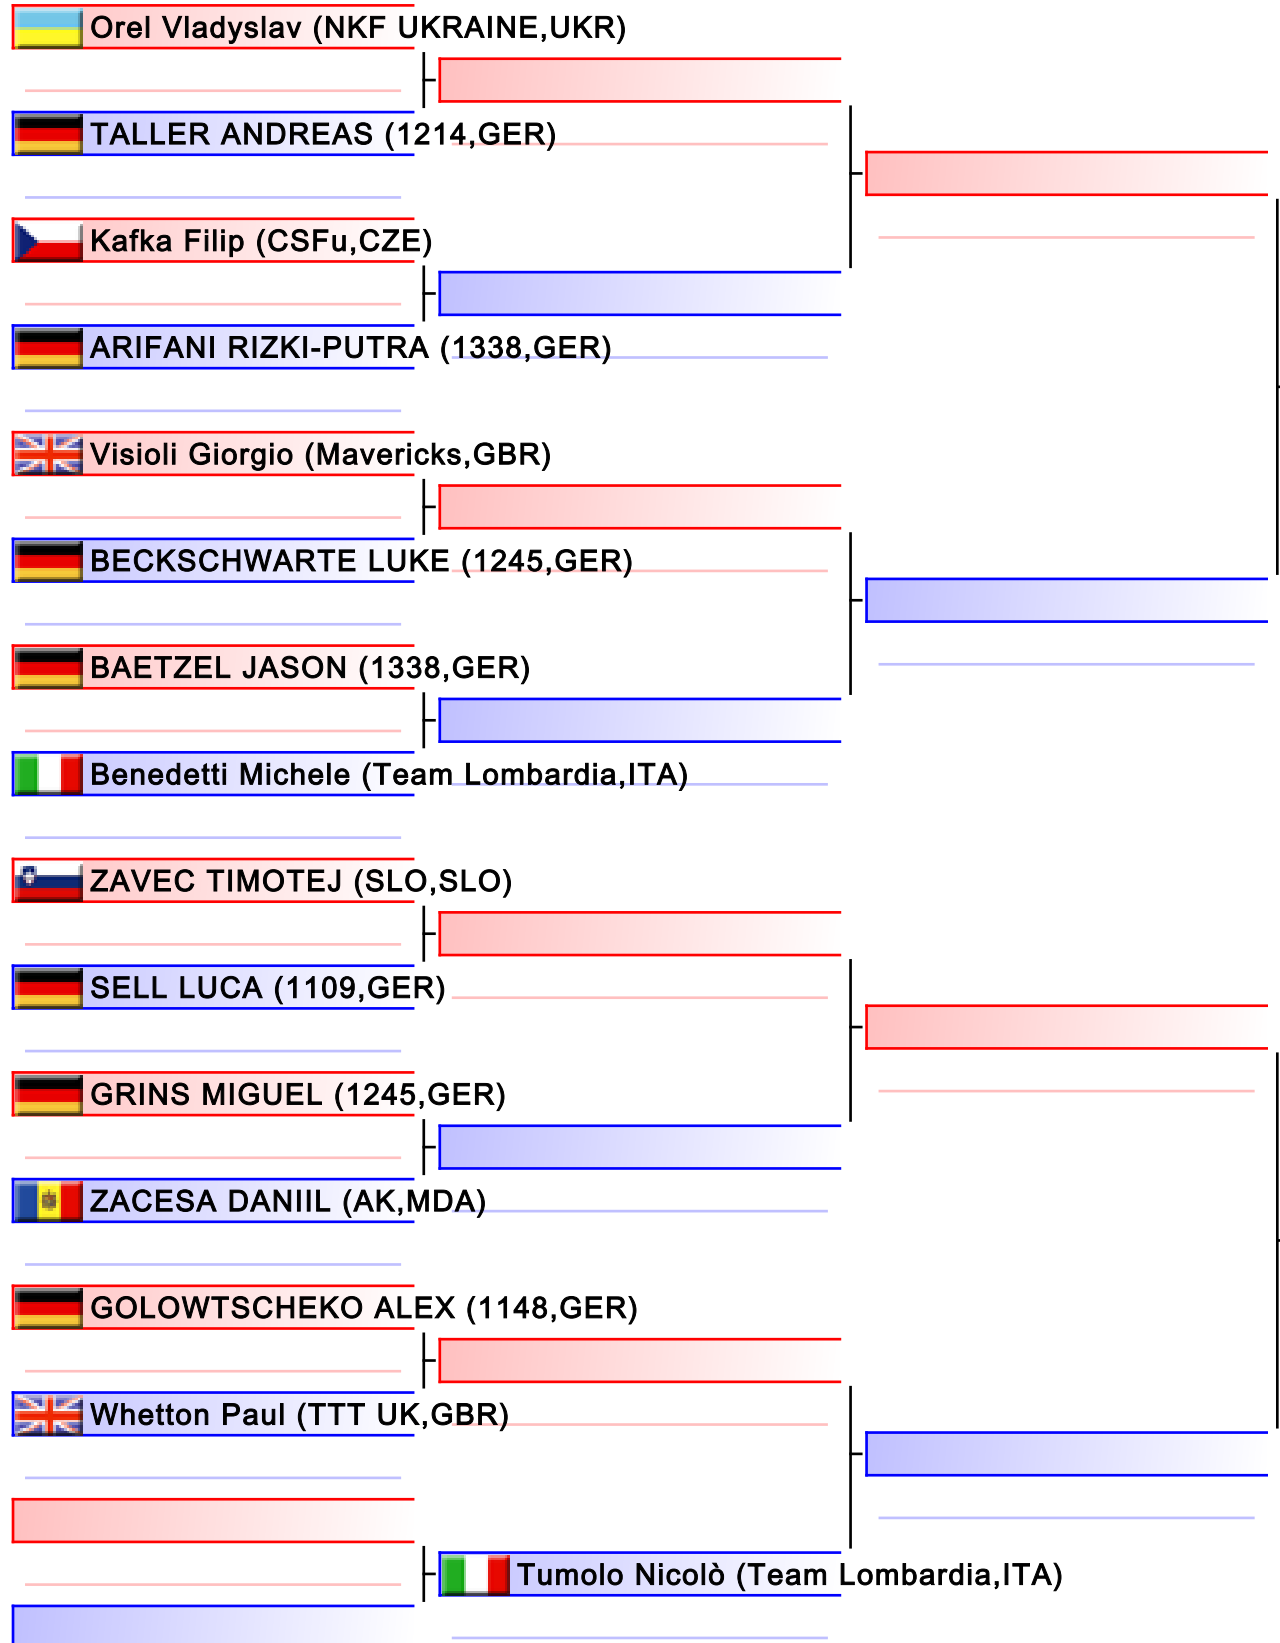 Orel Vladyslav (NKF UKRAINE,UKR)
TALLER ANDREAS (1214,GER)
Kafka Filip (CSFu,CZE)
ARIFANI RIZKI-PUTRA (1338,GER)
Visioli Giorgio (Mavericks,GBR)
BECKSCHWARTE LUKE (1245,GER)
BAETZEL JASON (1338,GER)
Benedetti Michele (Team Lombardia,ITA)
ZAVEC TIMOTEJ (SLO,SLO)
SELL LUCA (1109,GER)
GRINS MIGUEL (1245,GER)
ZACESA DANIIL (AK,MDA)
GOLOWTSCHEKO ALEX (1148,GER)
Whetton Paul (TTT UK,GBR)
Tumolo Nicolò (Team Lombardia,ITA)